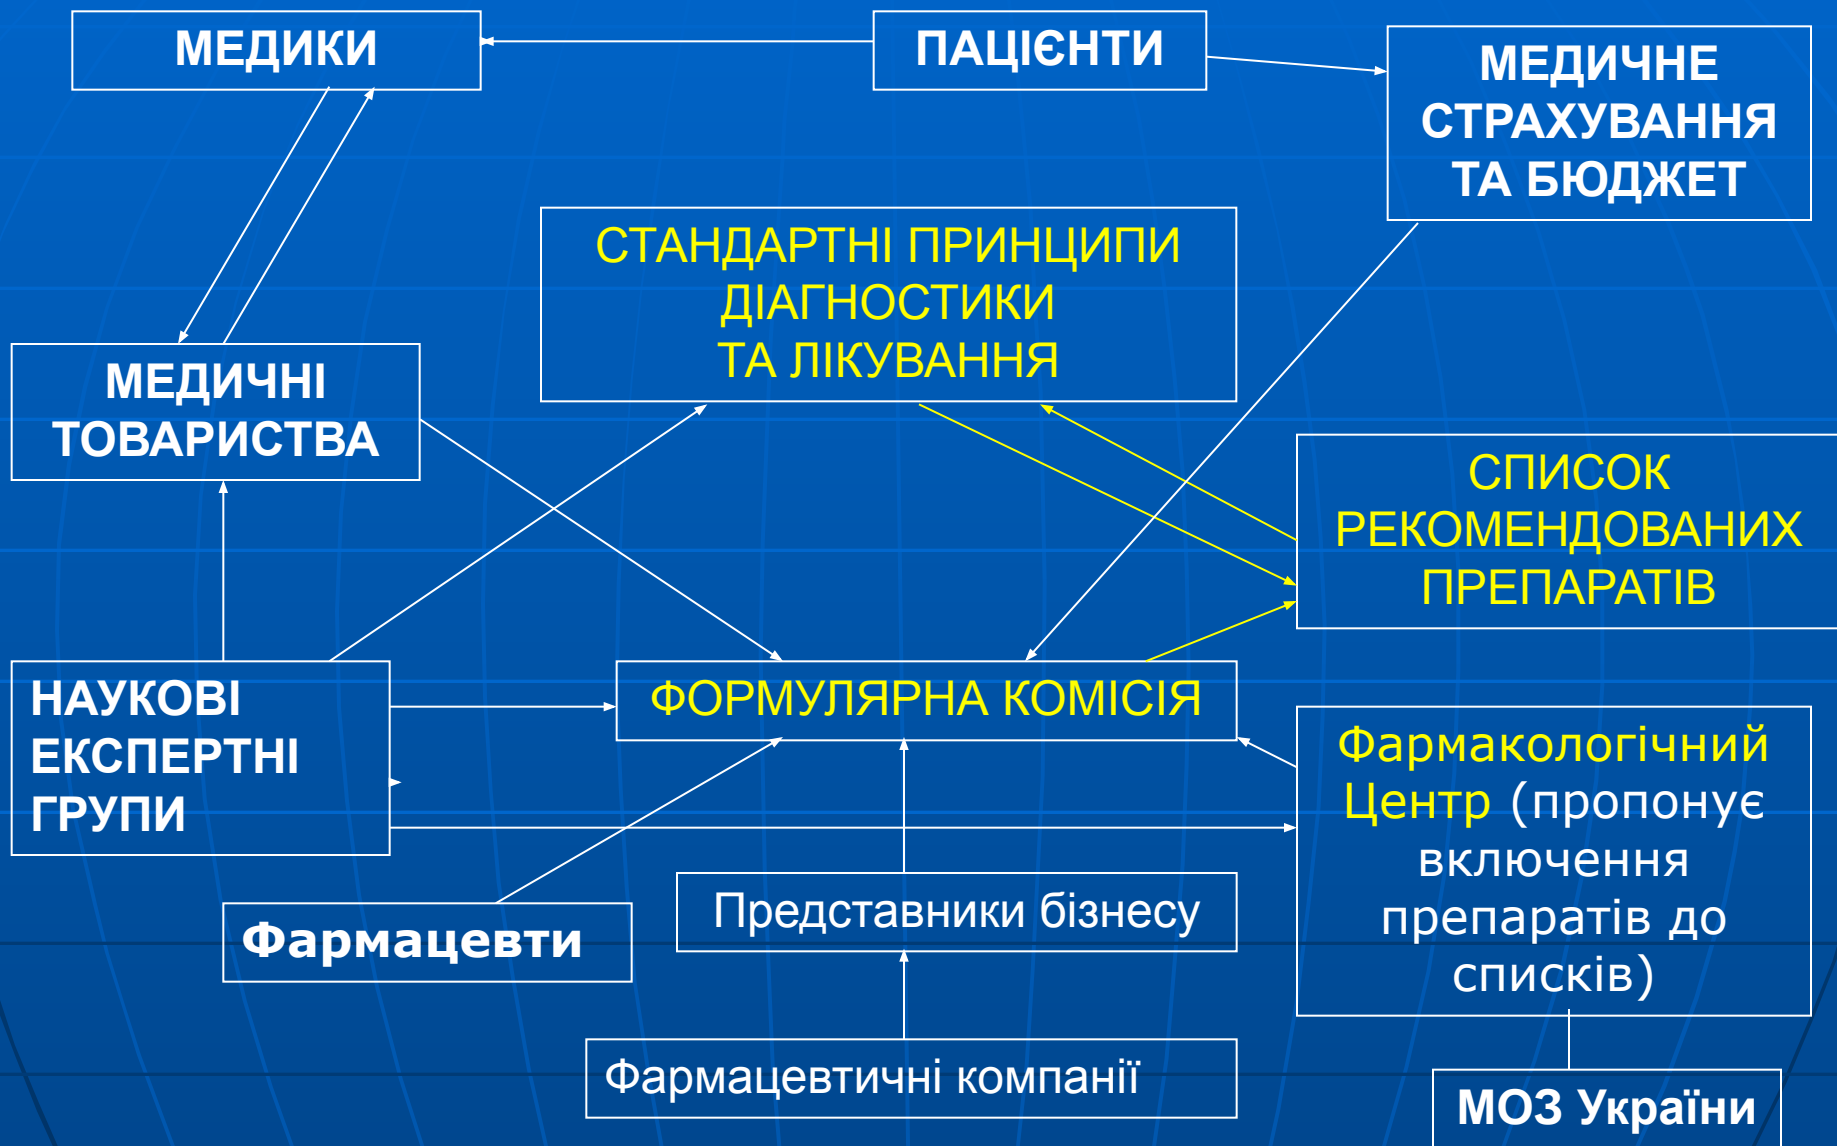 МЕДИКИ
ПАЦІЄНТИ
МЕДИЧНЕ
СТРАХУВАННЯ
ТА БЮДЖЕТ
СТАНДАРТНІ ПРИНЦИПИ
ДІАГНОСТИКИ
ТА ЛІКУВАННЯ
МЕДИЧНІ
ТОВАРИСТВА
СПИСОК
РЕКОМЕНДОВАНИХ
ПРЕПАРАТІВ
НАУКОВІ
ЕКСПЕРТНІ
ГРУПИ
ФОРМУЛЯРНА КОМІСІЯ
Фармакологічний
Центр (пропонує
включення
препаратів до
списків)
Фармацевти
Представники бізнесу
Фармацевтичні компанії
МОЗ України